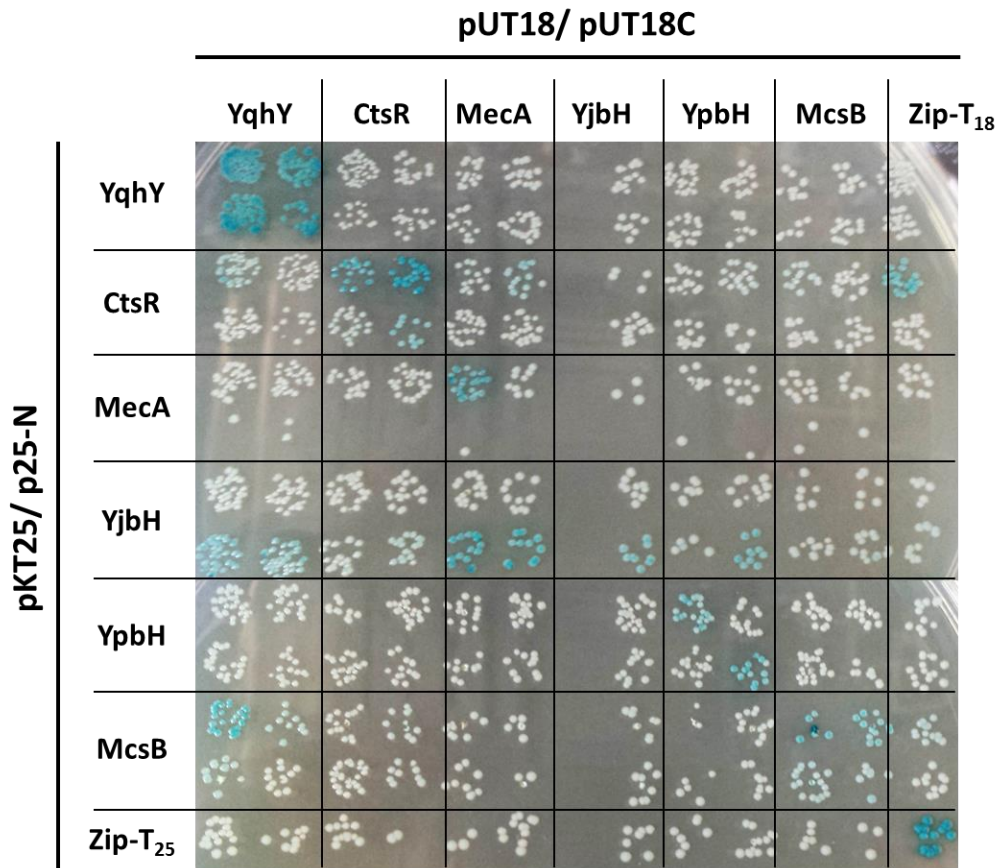 pUT18/ pUT18C
YqhY CtsR MecA YjbH YpbH McsB Zip-T18
pKT25/ p25-N
YqhY
CtsR
MecA
YjbH
YpbH
McsB
Zip-T25